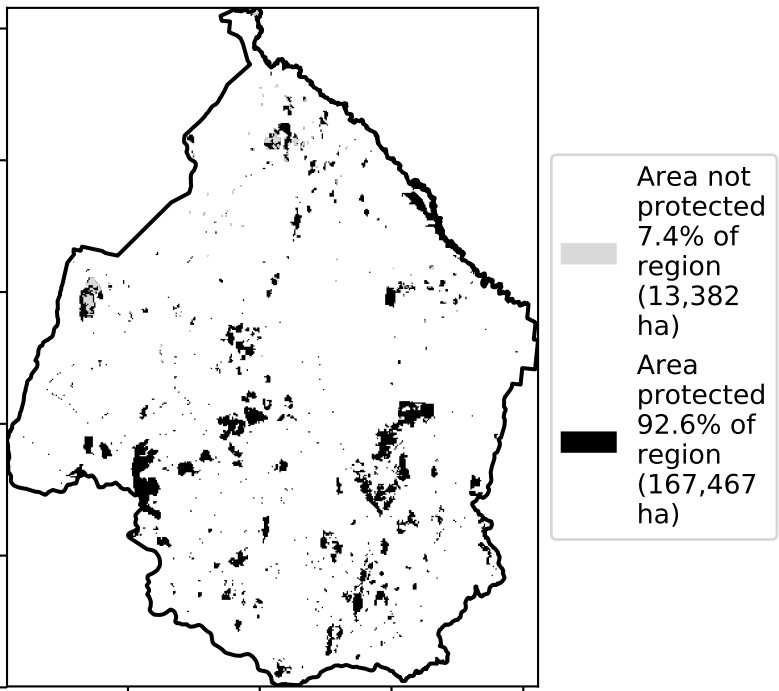 Area not
protected
7.4% of
region
(13,382
ha)
Area
protected
92.6% of
region
(167,467
ha)